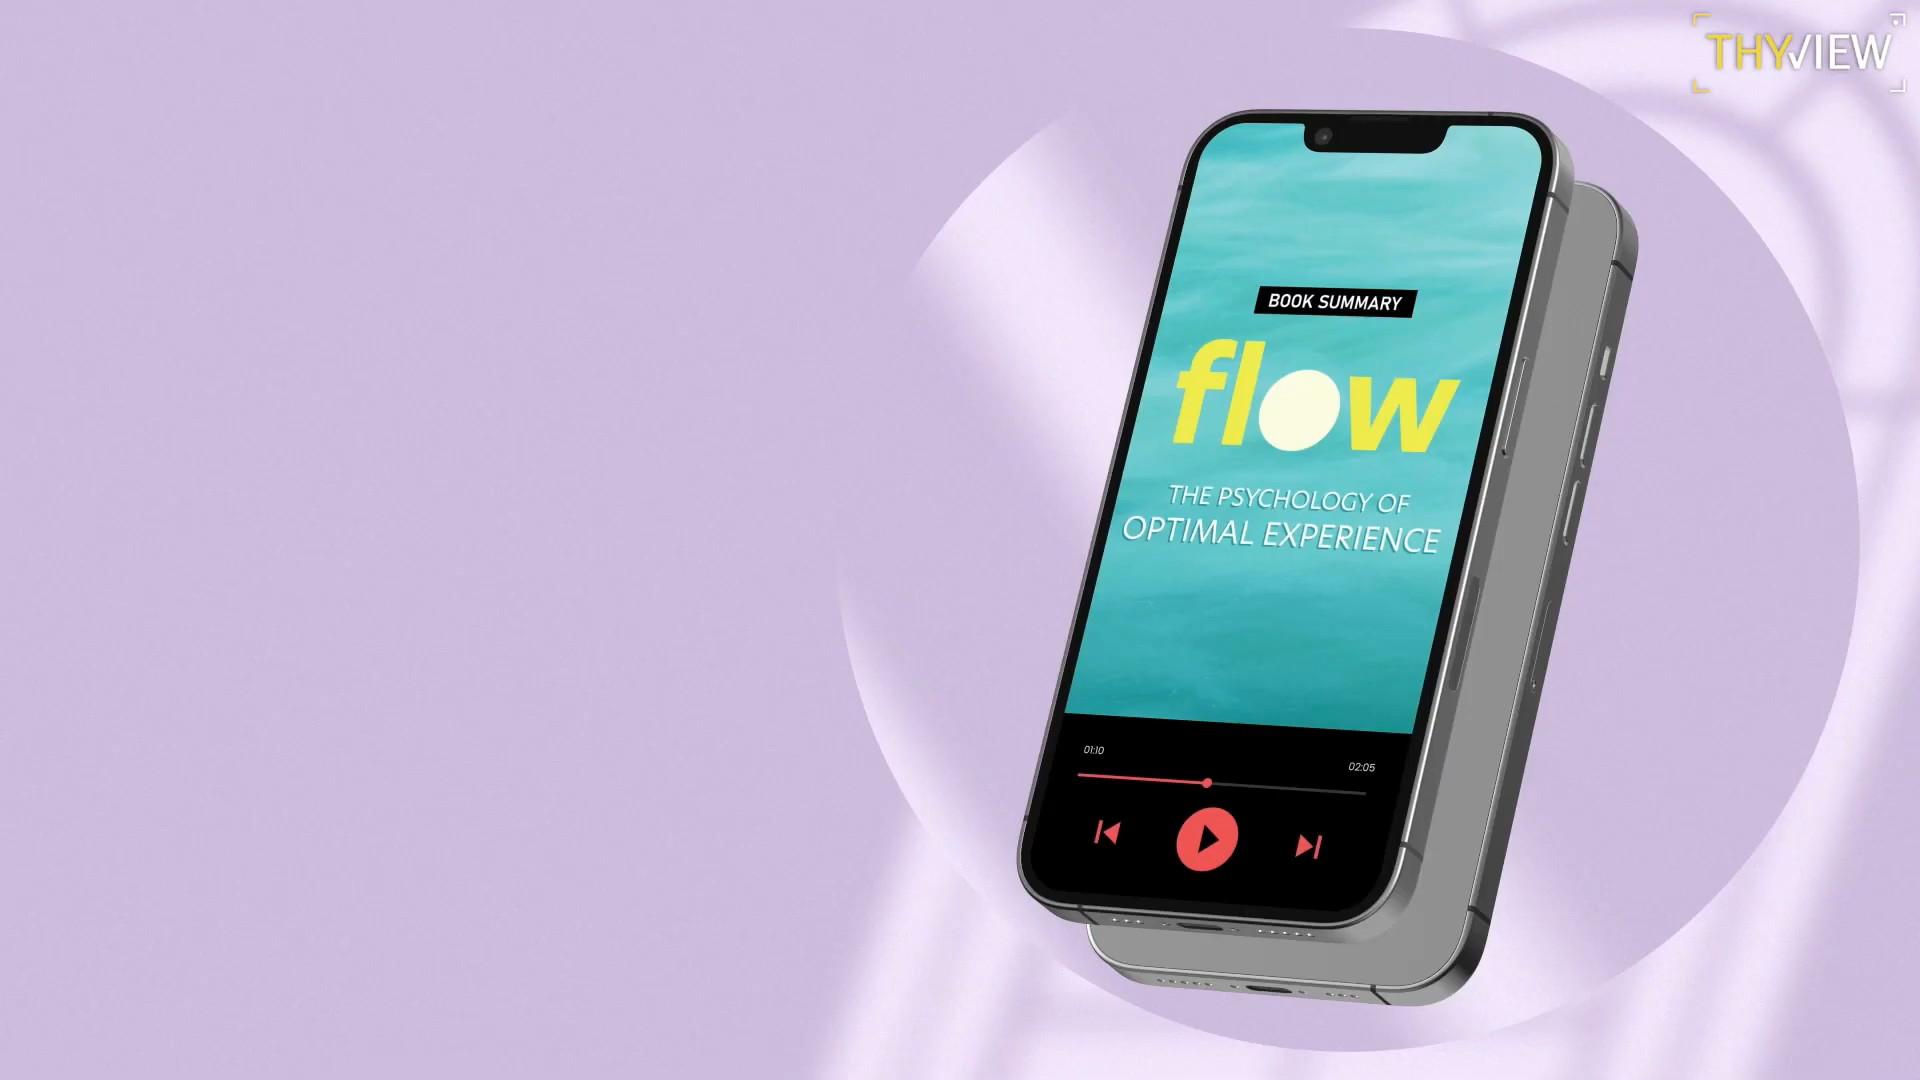 THYVIEW
BOOK SUMMARY
flow
THE PSYCHOLOGY OF
OPTIMAL EXPERIENCE
01:10
02:05